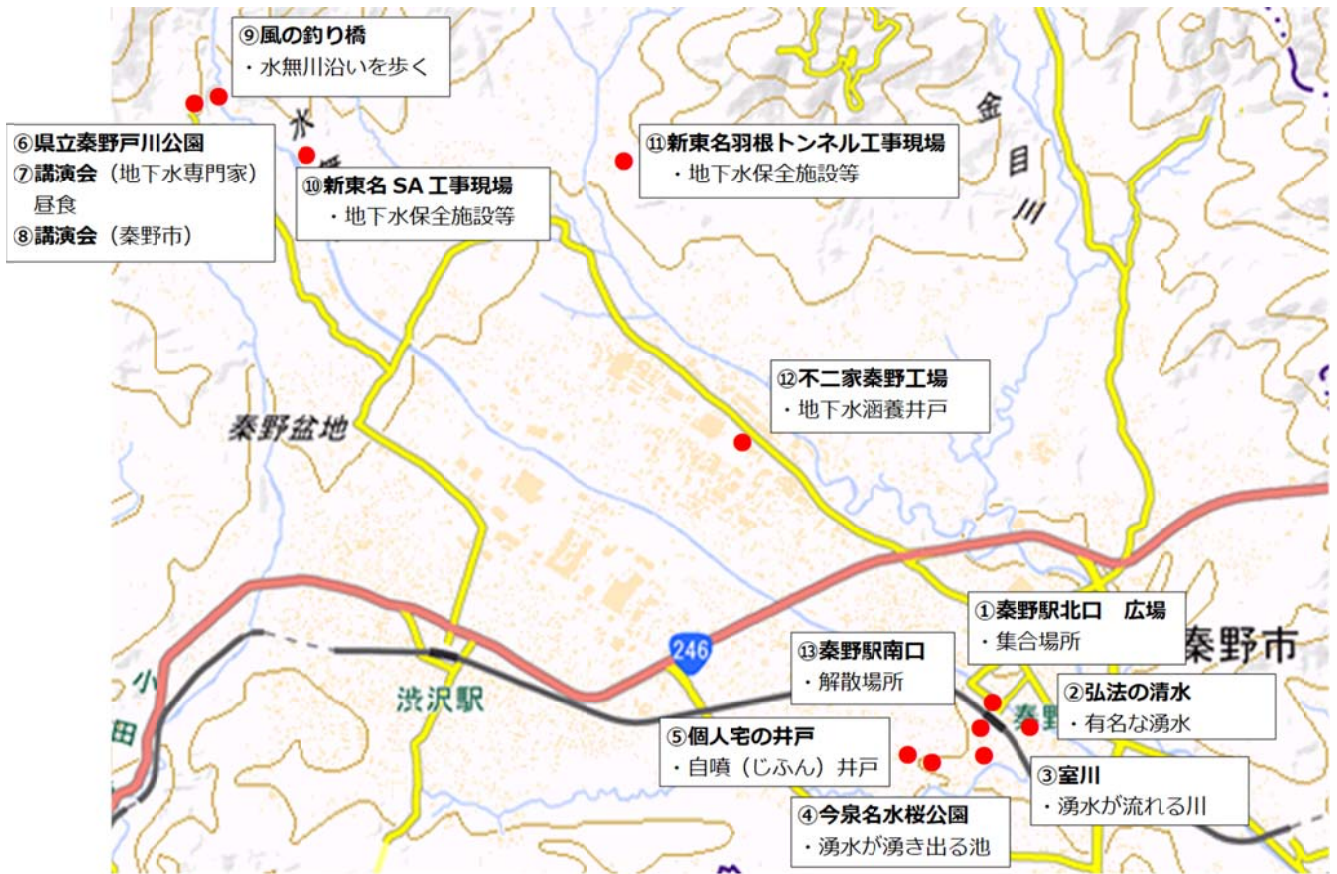 ⑨風の釣り橋
・水無川沿いを歩く
⑥県立秦野戸川公園
⑦講演会（地下水専門家）
昼食
⑧講演会（秦野市）
水
⑩新東名 SA 工事現場
・地下水保全施設等
⑪新東名羽根トンネル工事現場
・地下水保全施設等
金目川
⑫不二家秦野工場
・地下水涵養井戸
秦野盆地
①秦野駅北口　広場
・集合場所
秦野市
246
⑬秦野駅南口
・解散場所
②弘法の清水
・有名な湧水
秦野
渋沢駅
小田
⑤個人宅の井戸
・自噴（じふん）井戸
③室川
・湧水が流れる川
④今泉名水桜公園
・湧水が湧き出る池